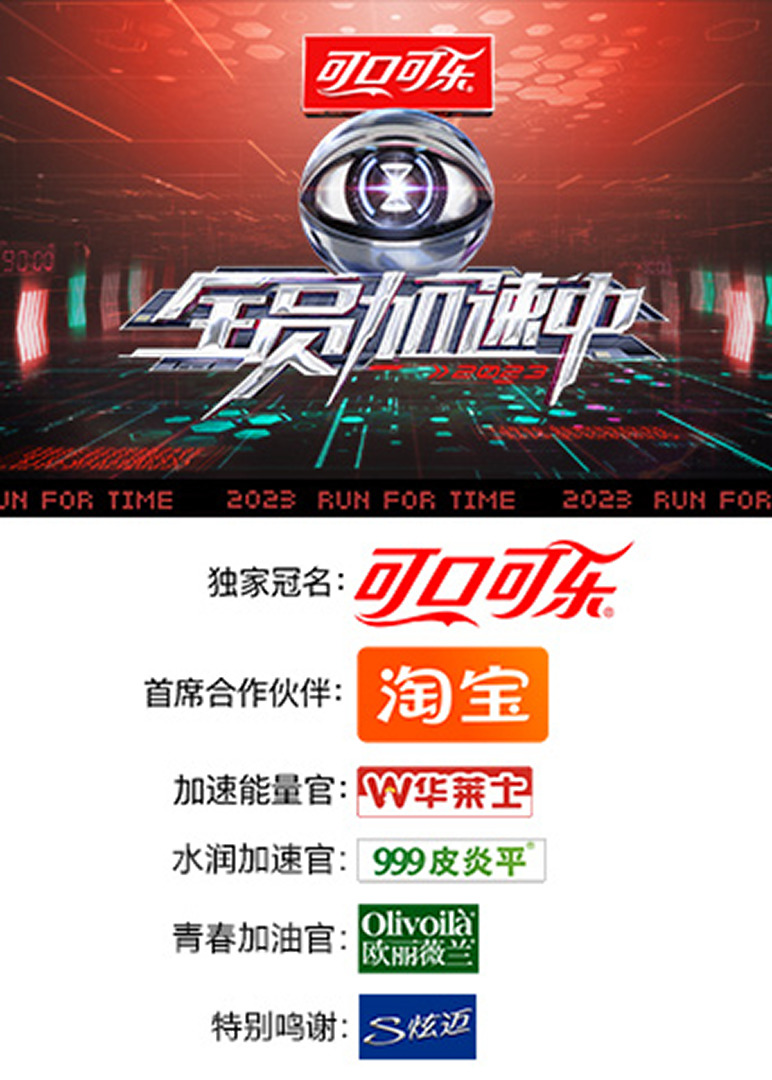 可口可乐
90:00
全员加速中
2023
UN FOR TIME 2023 RUN FOR TIME 2023 RUN FOR
独家冠名：可口可乐
首席合作伙伴：淘宝
加速能量官：W华莱士
水润加速官：999皮炎平
青春加油官：Olivoilà
欧丽薇兰
特别鸣谢：S炫迈